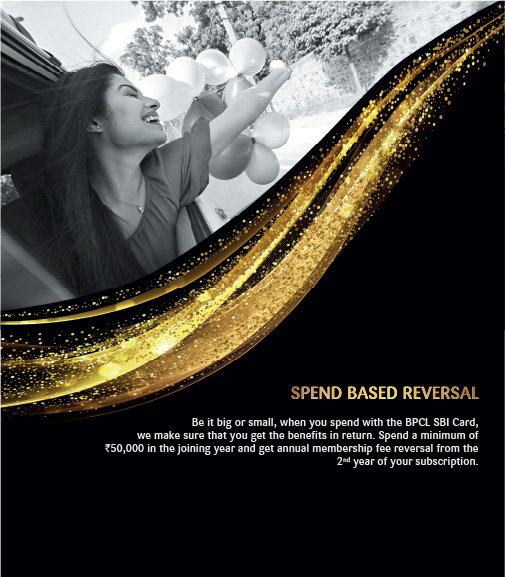 SPEND BASED REVERSAL
Be it big or small, when you spend with the BPCL SBI Card,
we make sure that you get the benefits in return. Spend a minimum of
₹50,000 in the joining year and get annual membership fee reversal from the
2nd year of your subscription.